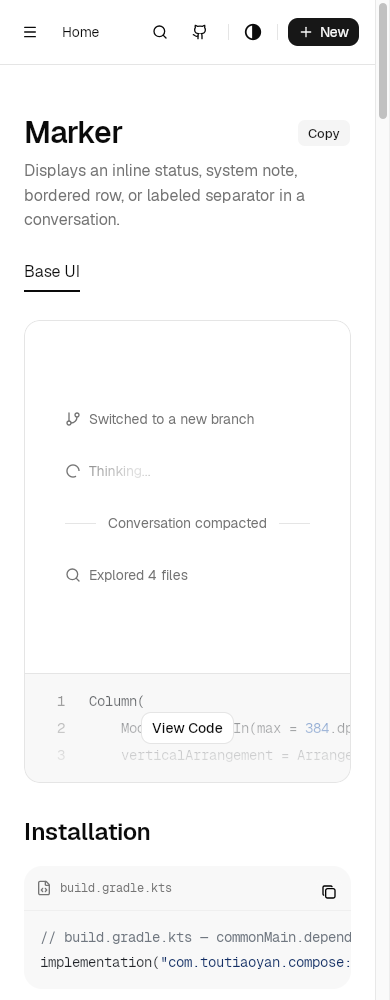 Home
New
Marker
Copy
Displays an inline status, system note,
bordered row, or labeled separator in a
conversation.
Base UI
Switched to a new branch
Thinking...
Conversation compacted
Explored 4 files
1 Column(
2 Mod
View Code
In(max = 384.dp
3 verticalArrangement = Arrange
Installation
build.gradle.kts
// build.gradle.kts — commonMain.depend
implementation("com.toutiaoyan.compose: